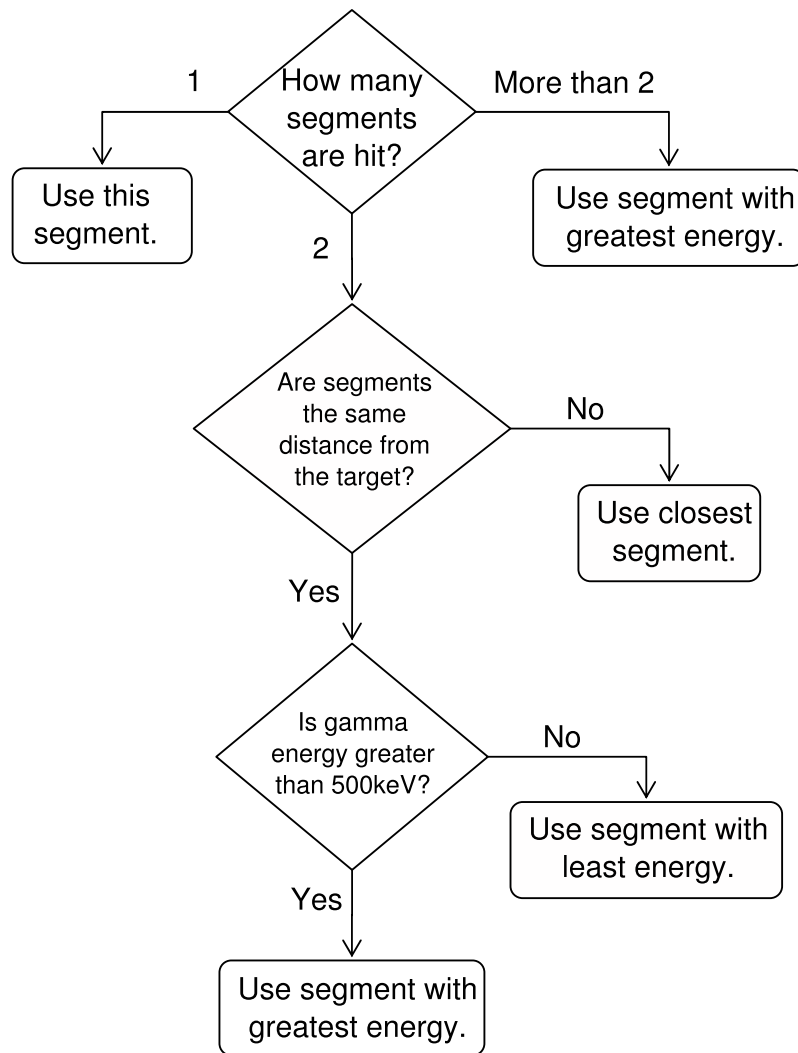 How many
segments
are hit?
1
More than 2
Use this
segment.
Use segment with
greatest energy.
2
Are segments
the same
distance from
the target?
No
Use closest
segment.
Yes
Is gamma
energy greater
than 500keV?
No
Use segment with
least energy.
Yes
Use segment with
greatest energy.